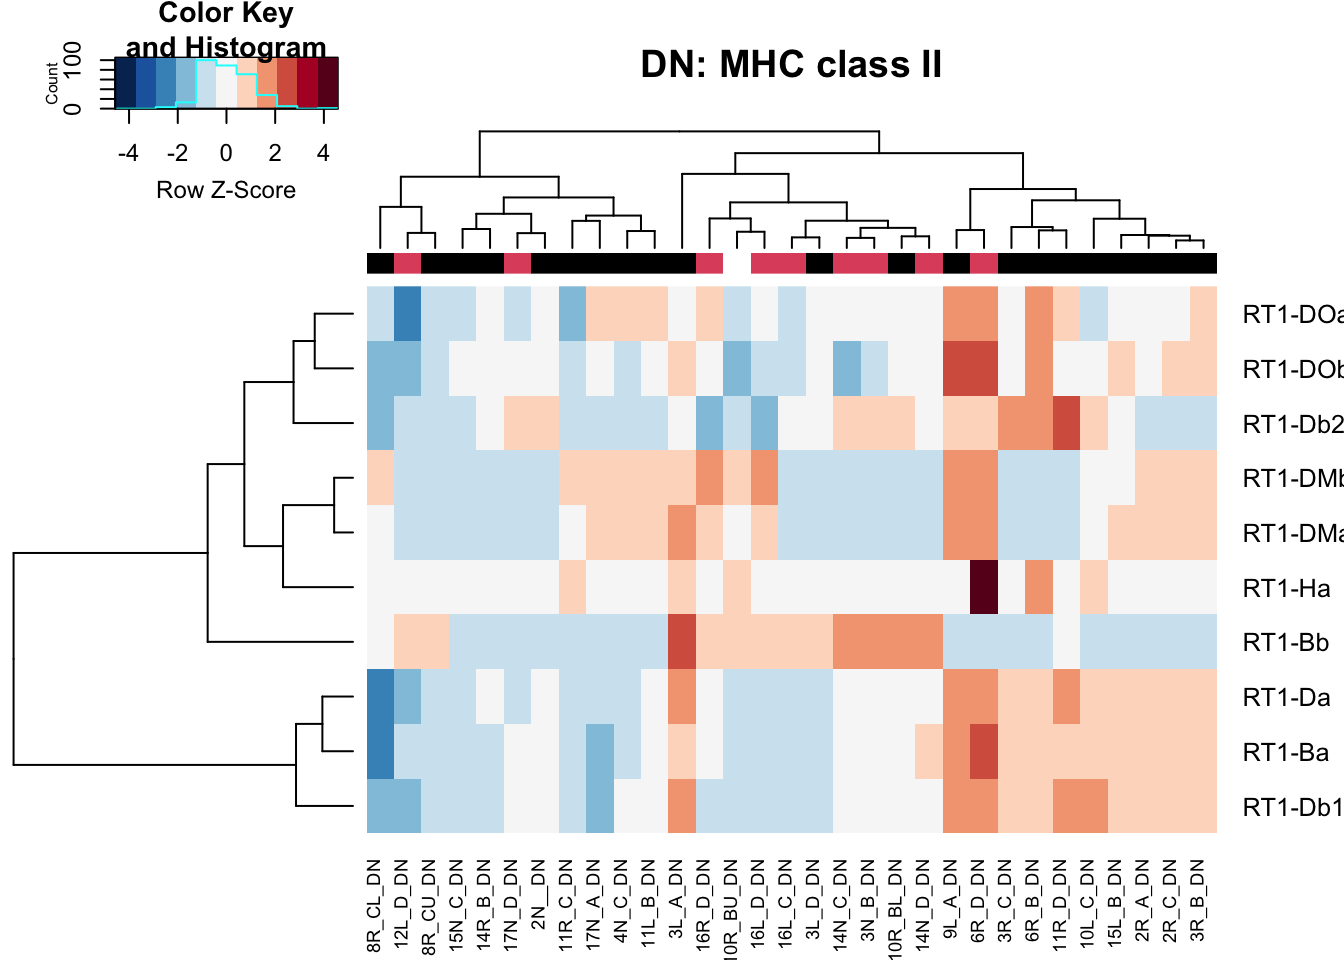 Color Key
and Histogram
Count
0 100
-4 -2 0 2 4
Row Z-Score
DN: MHC class II
RT1-DOa
RT1-DOb
RT1-Db2
RT1-DMb
RT1-DMa
RT1-Ha
RT1-Bb
RT1-Da
RT1-Ba
RT1-Db1
8R_CL_DN
12L_D_DN
8R_CU_DN
15N_C_DN
14R_B_DN
17N_D_DN
2N__DN
11R_C_DN
17N_A_DN
4N_C_DN
11L_B_DN
3L_A_DN
16R_D_DN
10R_BU_DN
16L_D_DN
16L_C_DN
3L_D_DN
14N_C_DN
3N_B_DN
10R_BL_DN
14N_D_DN
9L_A_DN
6R_D_DN
3R_C_DN
6R_B_DN
11R_D_DN
10L_C_DN
15L_B_DN
2R_A_DN
2R_C_DN
3R_B_DN